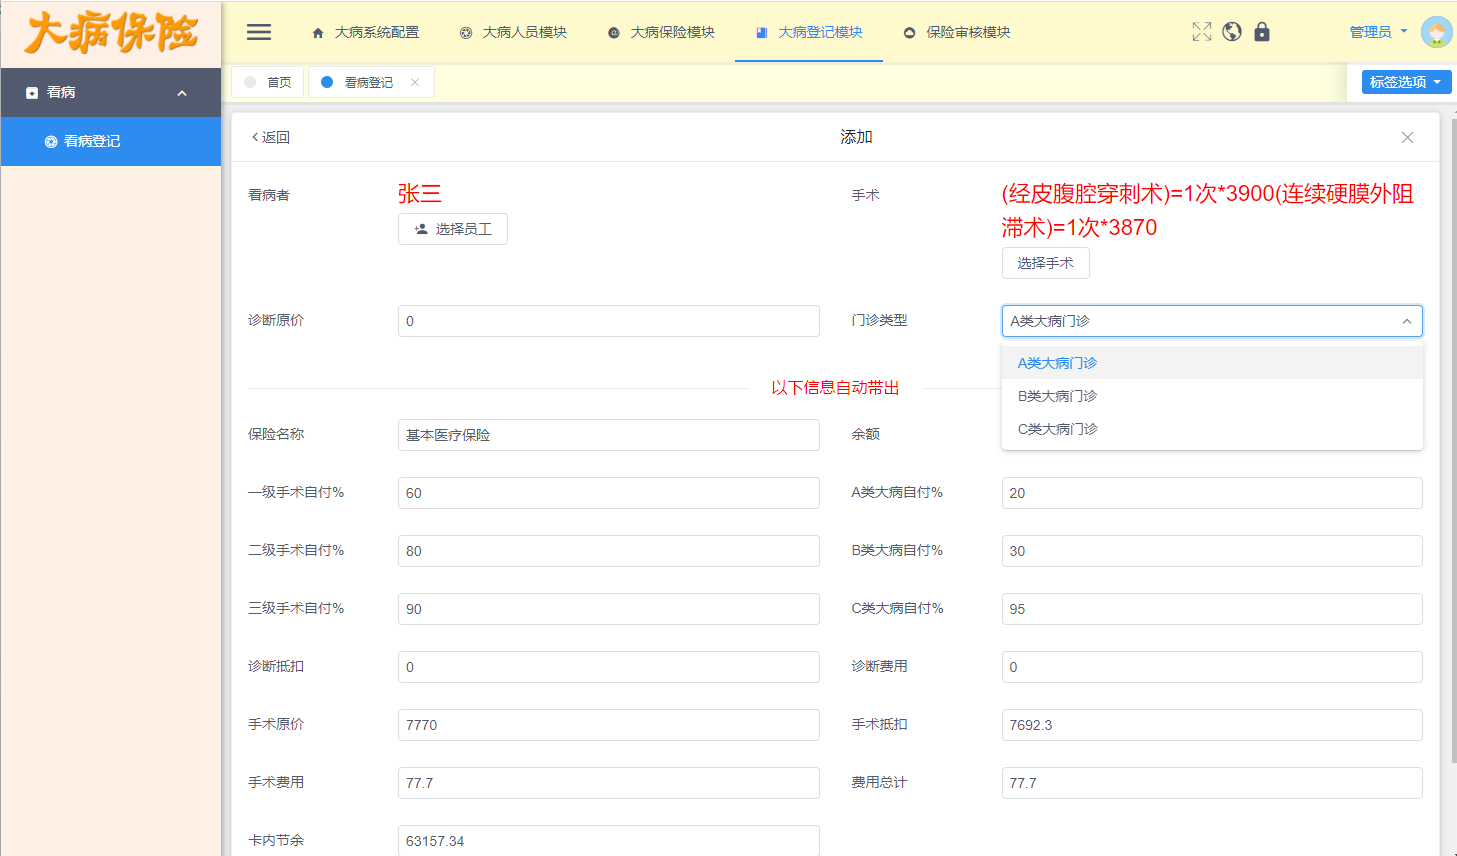 大病保险
大病系统配置
大病人员模块
大病保险模块
大病登记模块
保险审核模块
管理员
看病
看病登记
首页
看病登记
标签选项
返回
添加
看病者
张三
选择员工
手术
(经皮腹腔穿刺术)=1次*3900(连续硬膜外阻
滞术)=1次*3870
选择手术
诊断原价
0
门诊类型
A类大病门诊
A类大病门诊
B类大病门诊
C类大病门诊
以下信息自动带出
保险名称
基本医疗保险
余额
一级手术自付%
60
A类大病自付%
20
二级手术自付%
80
B类大病自付%
30
三级手术自付%
90
C类大病自付%
95
诊断抵扣
0
诊断费用
0
手术原价
7770
手术抵扣
7692.3
手术费用
77.7
费用总计
77.7
卡内节余
63157.34